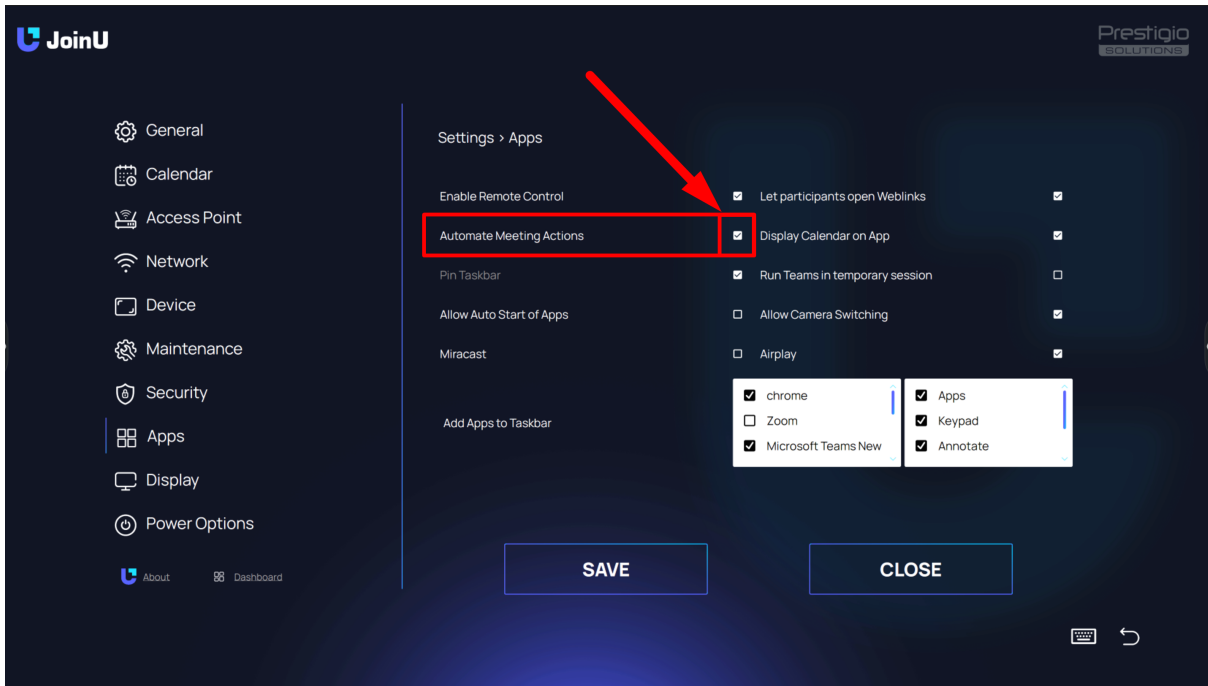 JoinU
Prestigio
SOLUTIONS
General
Calendar
Access Point
Network
Device
Maintenance
Security
Apps
Display
Power Options
About
Dashboard
Settings > Apps
Enable Remote Control
Let participants open Weblinks
Automate Meeting Actions
Display Calendar on App
Pin Taskbar
Run Teams in temporary session
Allow Auto Start of Apps
Allow Camera Switching
Miracast
Airplay
Add Apps to Taskbar
chrome
Zoom
Microsoft Teams New
Apps
Keypad
Annotate
SAVE
CLOSE